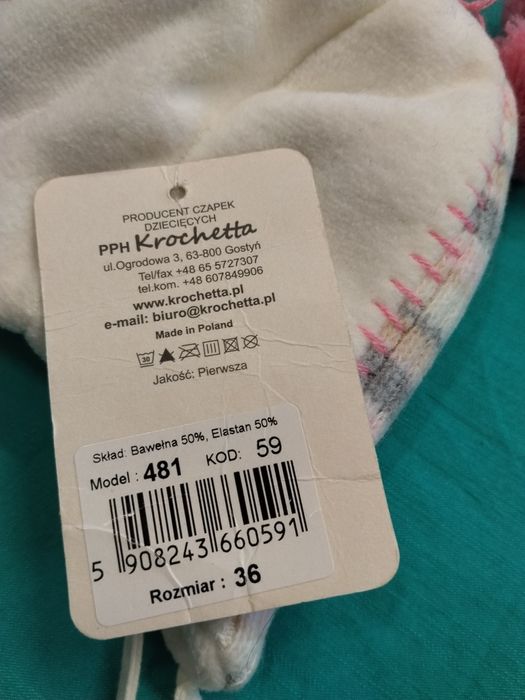 PRODUCENT CZAPEK
DZIECIĘCYCH
PPH Krochetta
ul.Ogrodowa 3, 63-800 Gostyń
Tel/fax +48 65 5727307
tel.kom. +48 607849906
www.krochetta.pl
e-mail: biuro@krochetta.pl
Made in Poland
30
Jakość: Pierwsza
Skład: Bawełna 50%, Elastan 50%
Model : 481 KOD: 59
5 908243 660591
Rozmiar : 36